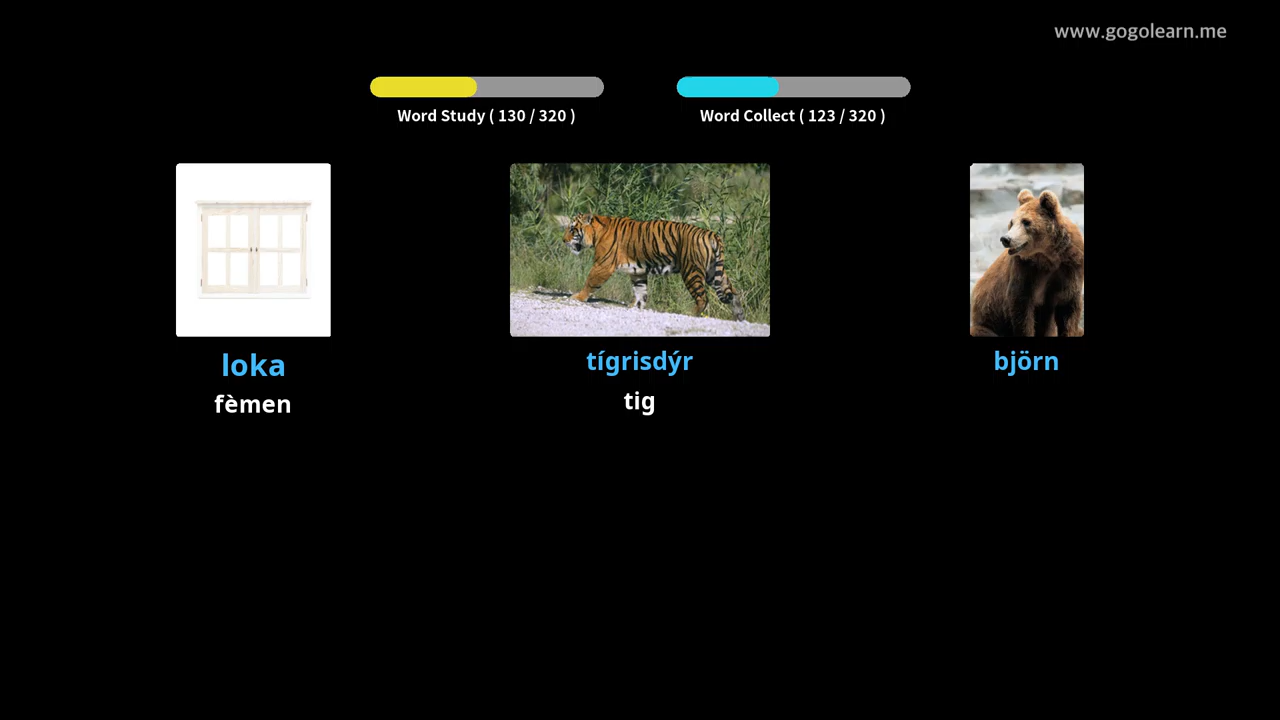 www.gogolearn.me
Word Study ( 130 / 320 )
Word Collect ( 123 / 320 )
loka
tígrisdýr
björn
fèmen
tig